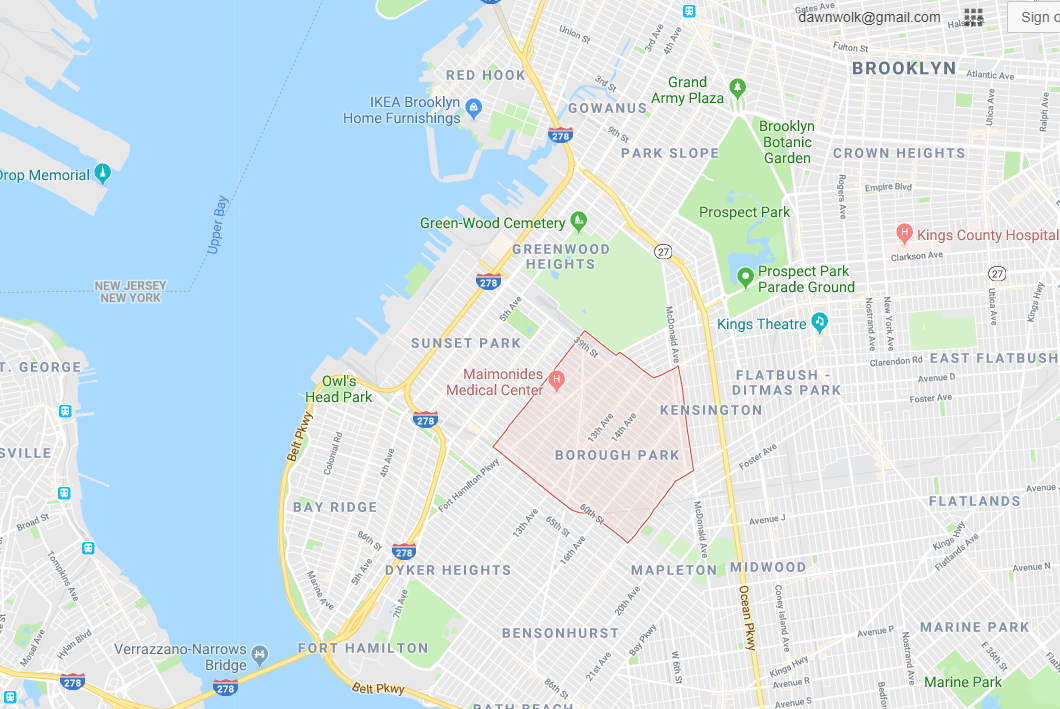 dawnwolk@gmail.com
Sign o
Union St
3rd Ave
4th Ave
Fulton St
BROOKLYN
Atlantic Ave
RED HOOK
Grand
Army Plaza
3rd St
IKEA Brooklyn
Home Furnishings
GOWANUS
Utica Ave
Ralph Ave
278
9th St
Brooklyn
Botanic
Garden
PARK SLOPE
CROWN HEIGHTS
Drop Memorial
Rogers Ave
Empire Blvd
Upper Bay
Prospect Park
Green-Wood Cemetery
H
Kings County Hospital
GREENWOOD
HEIGHTS
27
Clarkson Ave
278
Prospect Park
Parade Ground
27
NEW JERSEY
NEW YORK
5th Ave
McDonald Ave
Nostrand Ave
New York Ave
Utica Ave
Kings Hwy
Kings Theatre
SUNSET PARK
39th St
T. GEORGE
Clarendon Rd
EAST FLATBUSH
Maimonides
Medical Center
H
FLATBUSH -
DITMAS PARK
Avenue D
Owl's
Head Park
Foster Ave
278
KENSINGTON
13th Ave
14th Ave
Belt Pkwy
Colonial Rd
4th Ave
SVILLE
BOROUGH PARK
Foster Ave
Fort Hamilton Pkwy
Avenue J
FLATLANDS
BAY RIDGE
60th St
McDonald Ave
Avenue J
Broad St
13th Ave
65th St
Kings Hwy
Flatlands Ave
86th St
278
16th Ave
5th Ave
DYKER HEIGHTS
MAPLETON
MIDWOOD
Avenue N
Tompkins Ave
Marine Ave
7th Ave
20th Ave
Ocean Pkwy
Coney Island Ave
BENSONHURST
Avenue P
MARINE PARK
Mosel Ave
Hylan Blvd
Verrazzano-Narrows
Bridge
FORT HAMILTON
Bay Pkwy
Nostrand Ave
E 36th St
21st Ave
W 6th St
Kings Hwy
278
278
Belt Pkwy
86th St
Avenue R
Marine Park
Avenue S
BATH BEACH